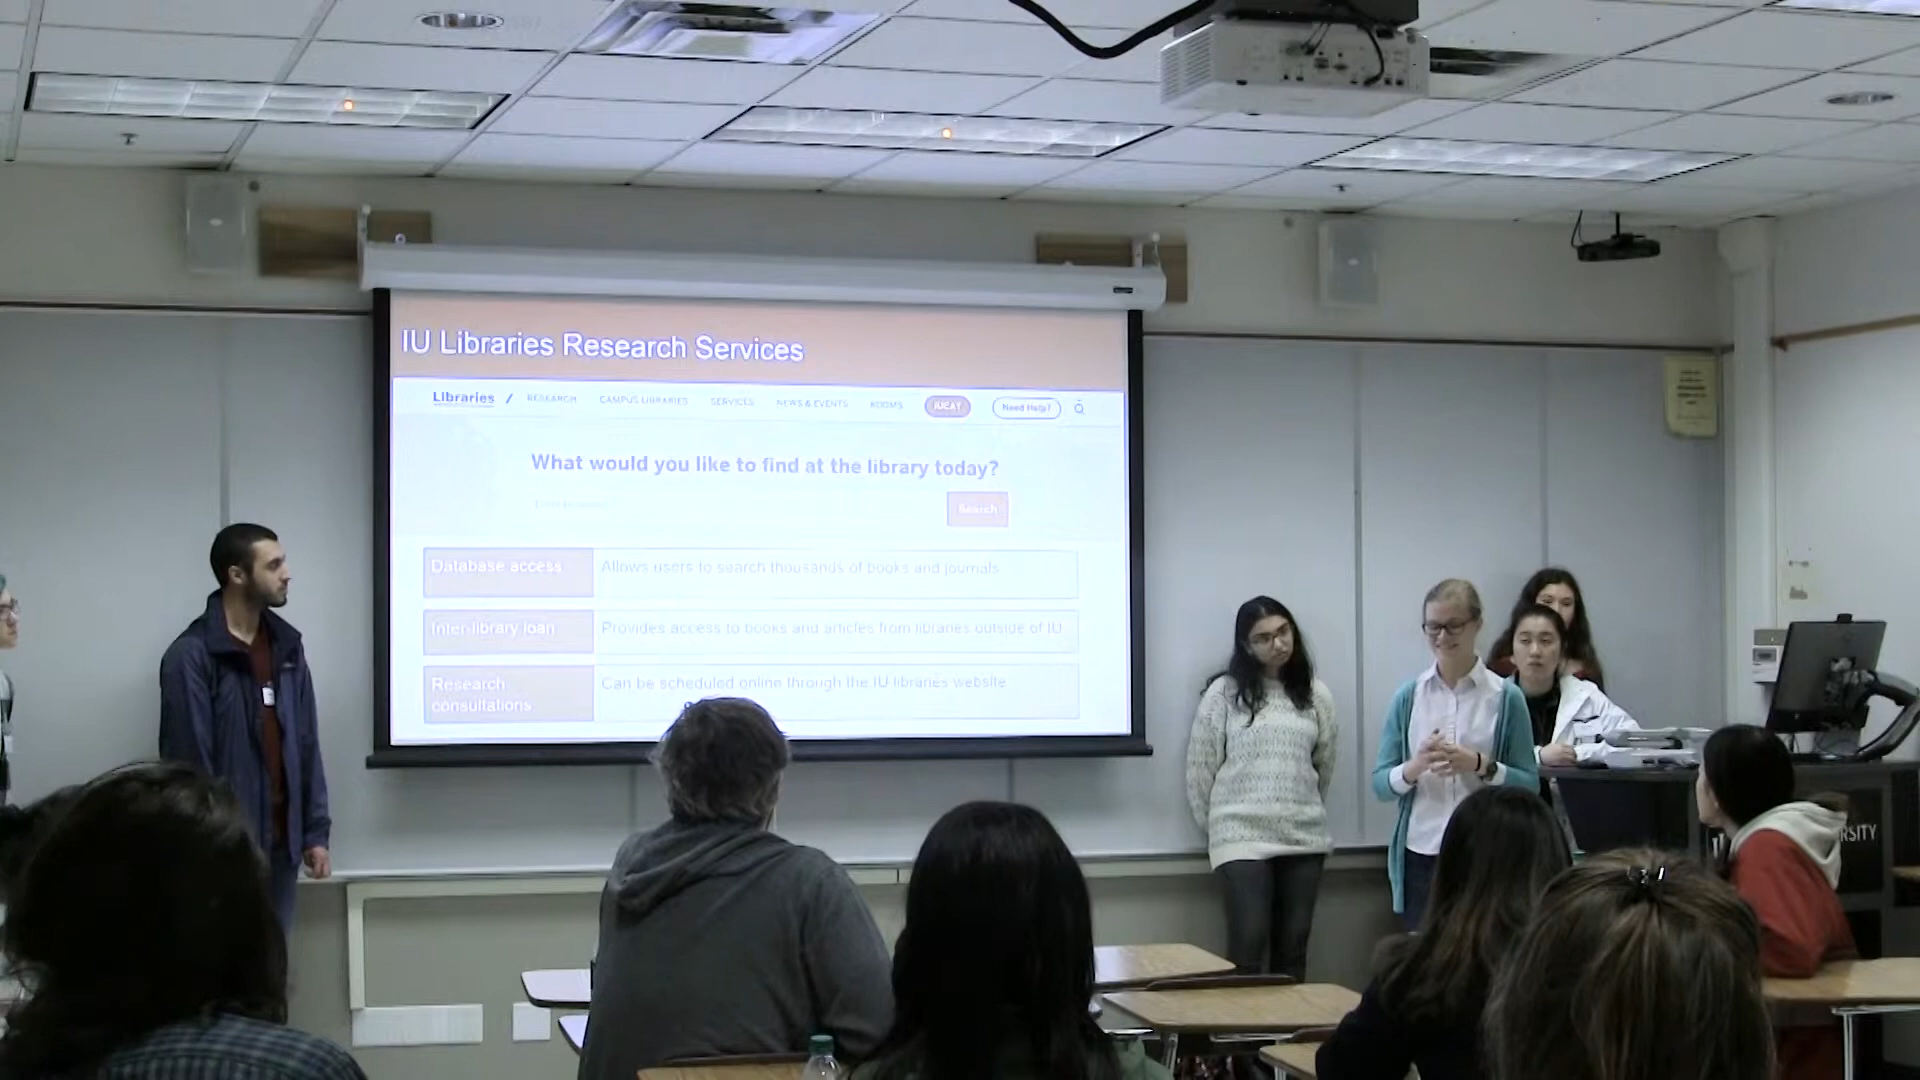 IU Libraries Research Services
Libraries / RESEARCH CAMPUS LIBRARIES SERVICES NEWS & EVENTS ROOMS IUCAT Need Help?
What would you like to find at the library today?
Search
Database access Allows users to search thousands of books and journals
Inter-library loan Provides access to books and articles from libraries outside of IU
Research consultations Can be scheduled online through the IU libraries website
RSITY